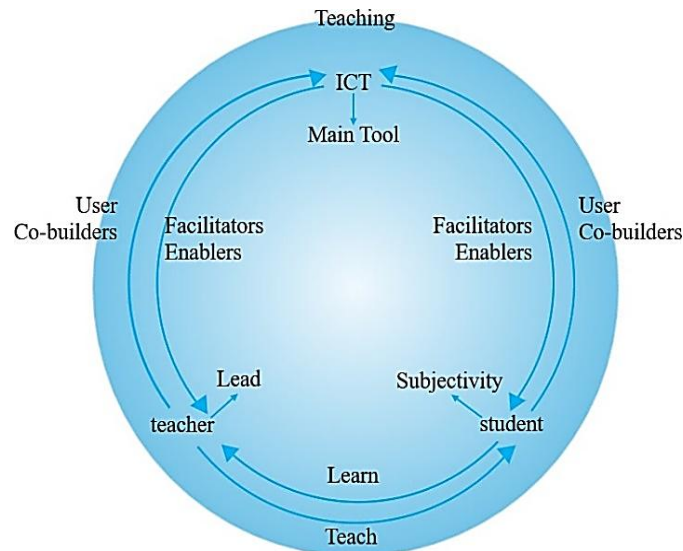 Teaching
ICT
Main Tool
User
Co-builders
Facilitators
Enablers
Facilitators
Enablers
User
Co-builders
Lead
Subjectivity
teacher
student
Learn
Teach